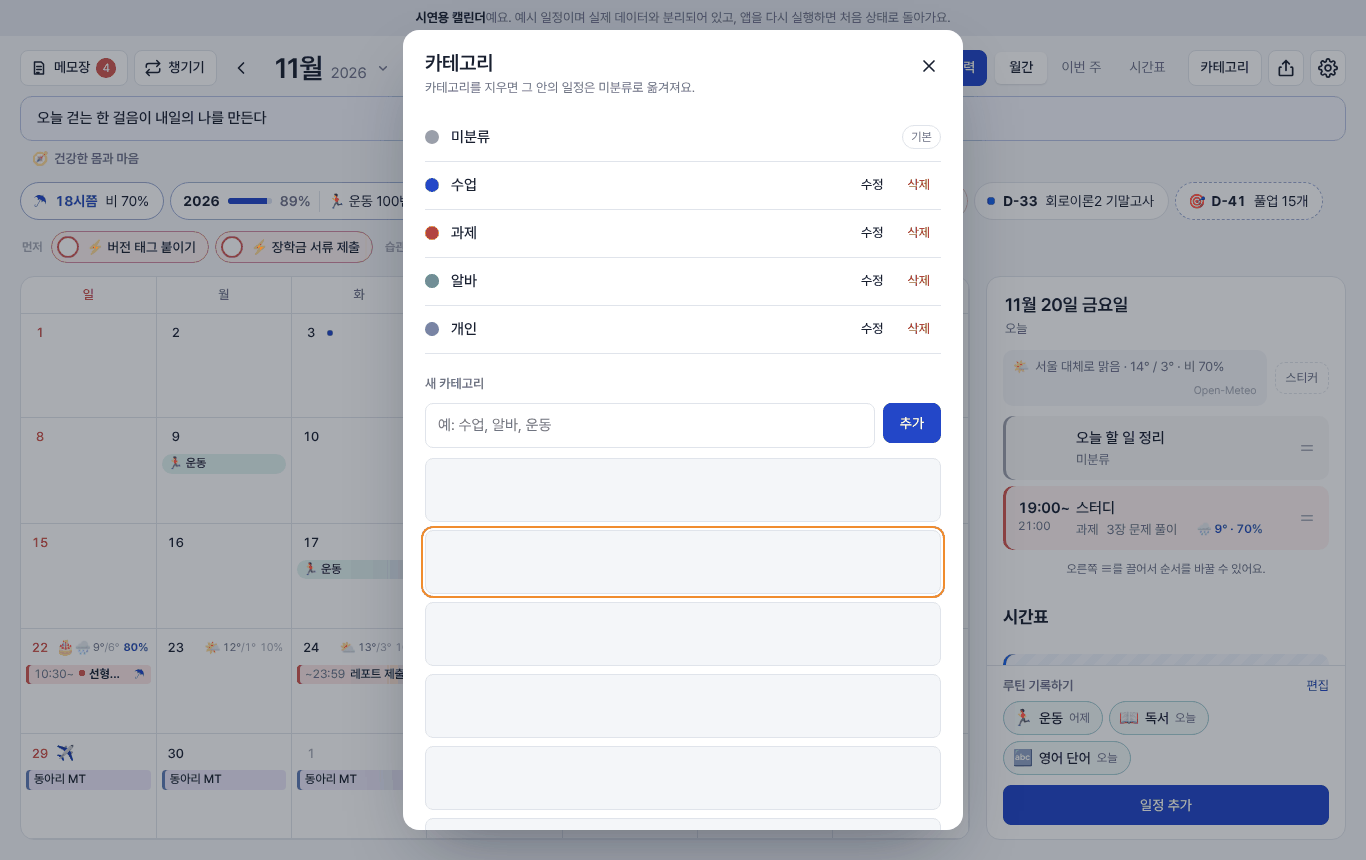 시연용 캘린더예요. 예시 일정이며 실제 데이터와 분리되어 있고, 앱을 다시 실행하면 처음 상태로 돌아가요.
메모장 4
챙기기
11월 2026
력
월간
이번 주
시간표
카테고리
오늘 걷는 한 걸음이 내일의 나를 만든다
건강한 몸과 마음
18시쯤 비 70%
2026 89%
운동 100번
D-33 회로이론2 기말고사
D-41 풀업 15개
먼저
버전 태그 붙이기
장학금 서류 제출
습관
일 월 화
1 2 3
8 9 10
운동
15 16 17
운동
22 9°/6° 80%
23 12°/1° 10%
24 13°/3°
10:30~ 선형...
~23:59 레포트 제출
29 30 1
동아리 MT
동아리 MT
동아리 MT
카테고리
카테고리를 지우면 그 안의 일정은 미분류로 옮겨져요.
미분류 기본
수업 수정 삭제
과제 수정 삭제
알바 수정 삭제
개인 수정 삭제
새 카테고리
예: 수업, 알바, 운동
추가
11월 20일 금요일
오늘
서울 대체로 맑음 · 14° / 3° · 비 70%
Open-Meteo
스티커
오늘 할 일 정리
미분류
19:00~ 스터디
21:00 과제 3장 문제 풀이 9° · 70%
오른쪽 ≡를 끌어서 순서를 바꿀 수 있어요.
시간표
루틴 기록하기 편집
운동 어제
독서 오늘
abc 영어 단어 오늘
일정 추가